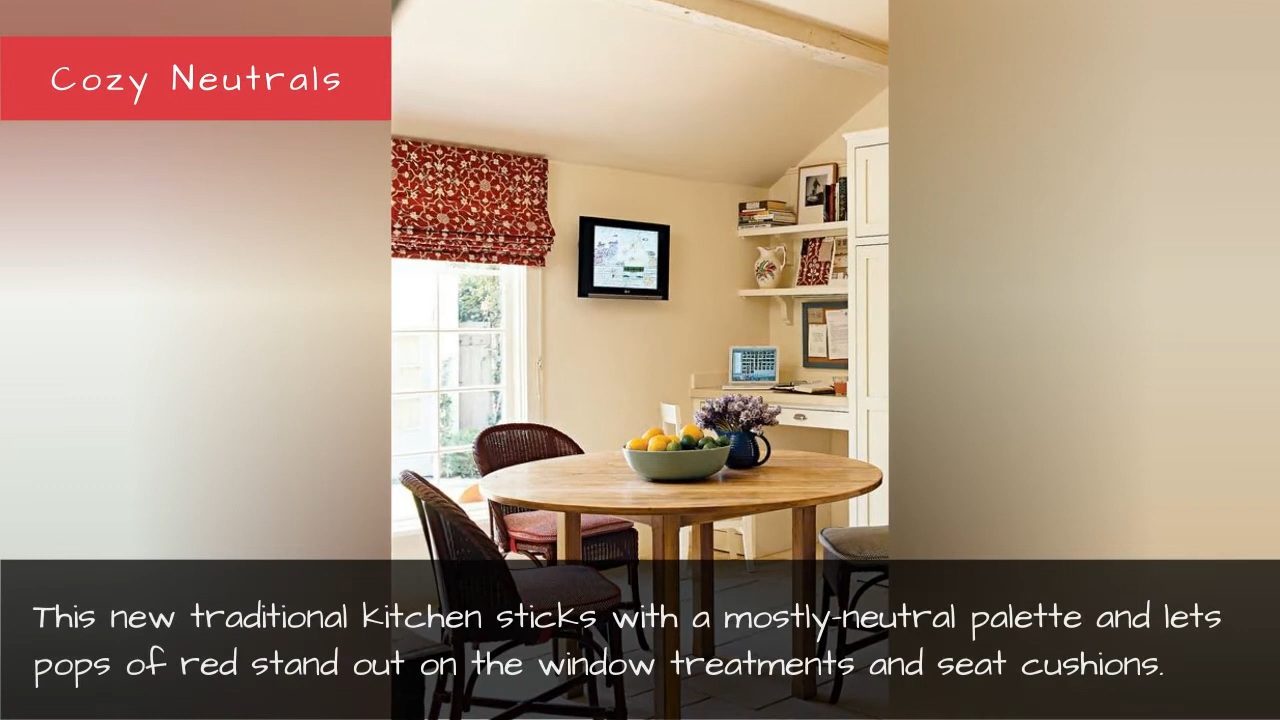 Cozy Neutrals
This new traditional kitchen sticks with a mostly-neutral palette and lets
pops of red stand out on the window treatments and seat cushions.